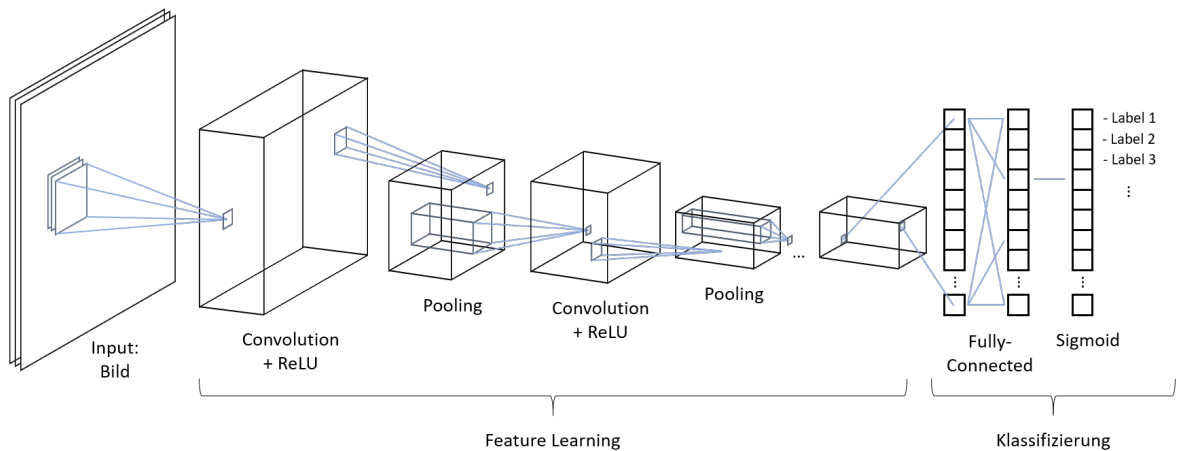 Input:
Bild
Convolution
+ ReLU
Pooling
Convolution
+ ReLU
Pooling
...
Fully-
Connected
Sigmoid
- Label 1
- Label 2
- Label 3
Feature Learning
Klassifizierung